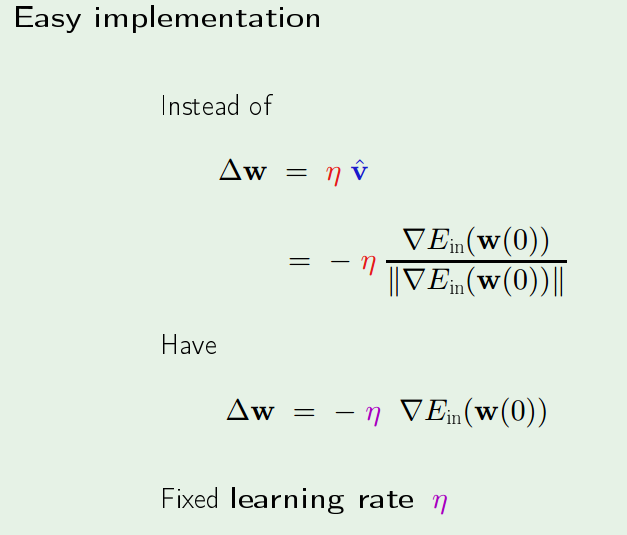 Easy implementation
Instead of
Δw = η v̂
= − η ∇E_in(w(0)) / ‖∇E_in(w(0))‖
Have
Δw = − η ∇E_in(w(0))
Fixed learning rate η